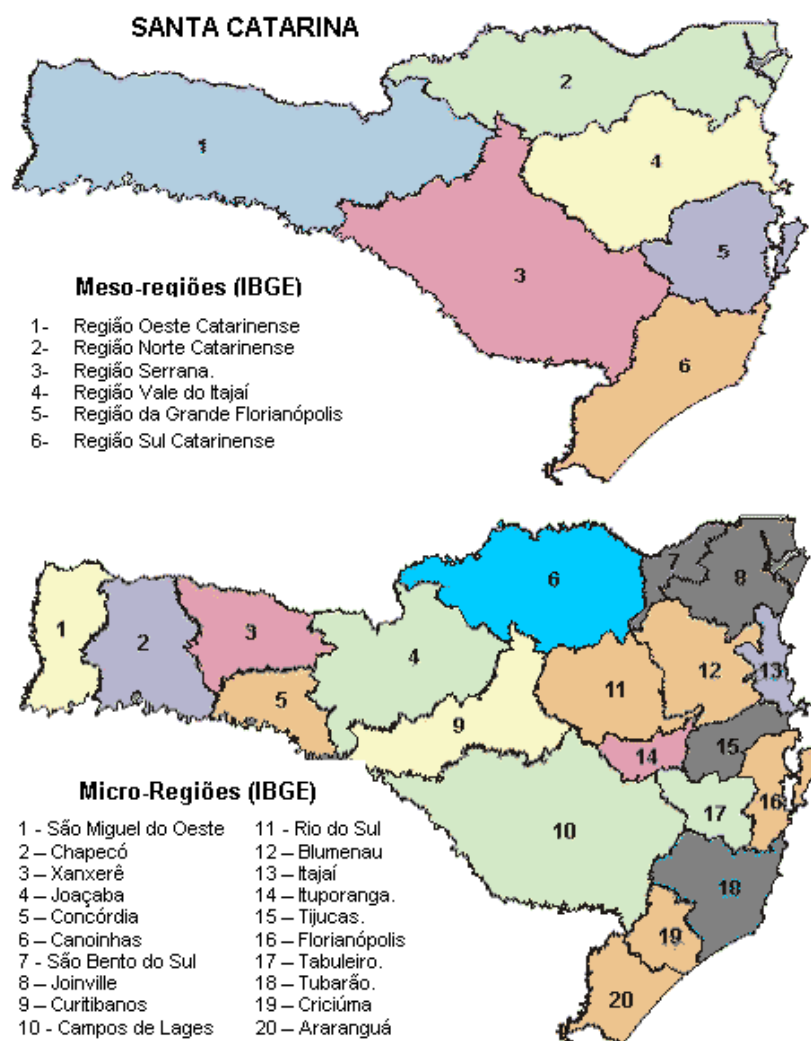 SANTA CATARINA
2
1
4
5
3
6
Meso-regiões (IBGE)
1- Região Oeste Catarinense
2- Região Norte Catarinense
3- Região Serrana.
4- Região Vale do Itajaí
5- Região da Grande Florianópolis
6- Região Sul Catarinense
7
6
8
1
3
2
4
12
13
11
5
9
15
14
16
17
10
18
19
20
Micro-Regiões (IBGE)
1 - São Miguel do Oeste
2 – Chapecó
3 – Xanxerê
4 – Joaçaba
5 – Concórdia
6 – Canoinhas
7 - São Bento do Sul
8 – Joinville
9 – Curitibanos
10 - Campos de Lages
11 - Rio do Sul
12 – Blumenau
13 – Itajaí
14 – Ituporanga.
15 – Tijucas.
16 – Florianópolis
17 – Tabuleiro.
18 – Tubarão.
19 – Criciúma
20 – Araranguá